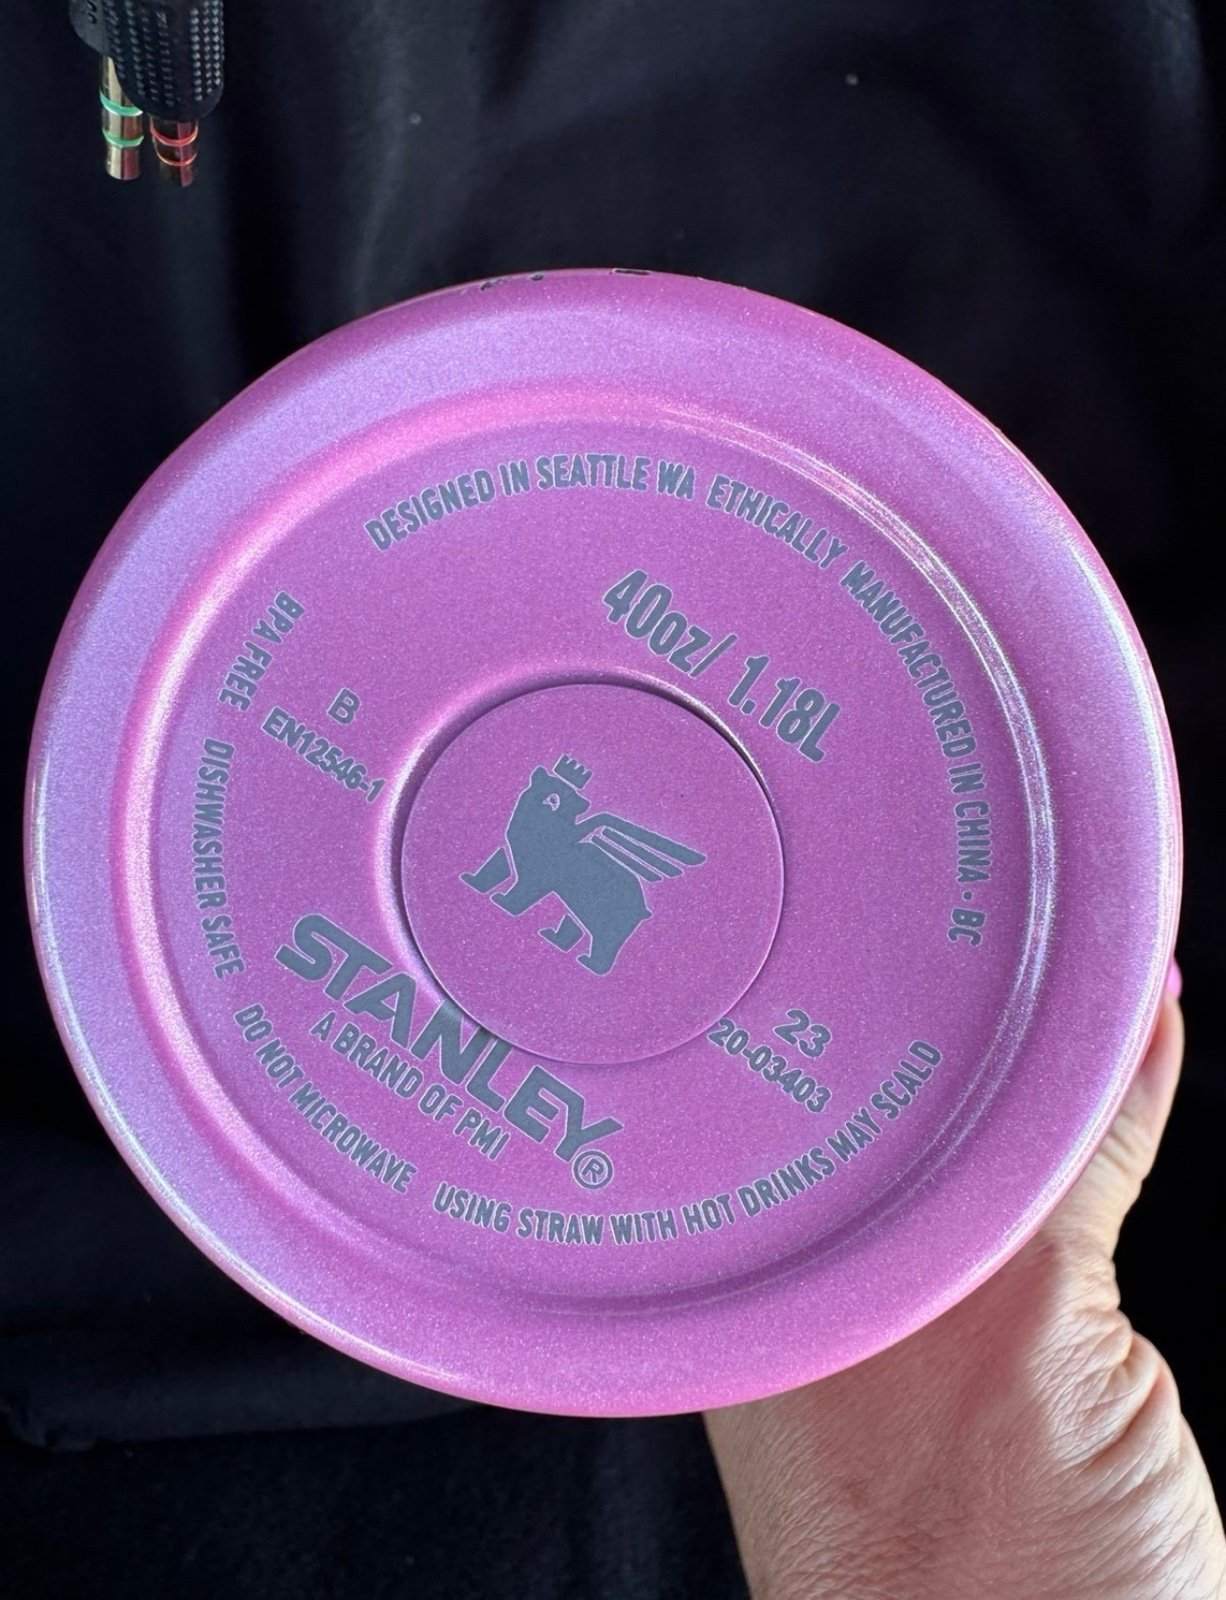 DESIGNED IN SEATTLE WA ETHICALLY MANUFACTURED IN CHINA · BC
40oz/ 1.18L
BPA FREE
B
EN12546-1
DISHWASHER SAFE
STANLEY®
A BRAND OF PMI
23
20-03403
DO NOT MICROWAVE
USING STRAW WITH HOT DRINKS MAY SCALD